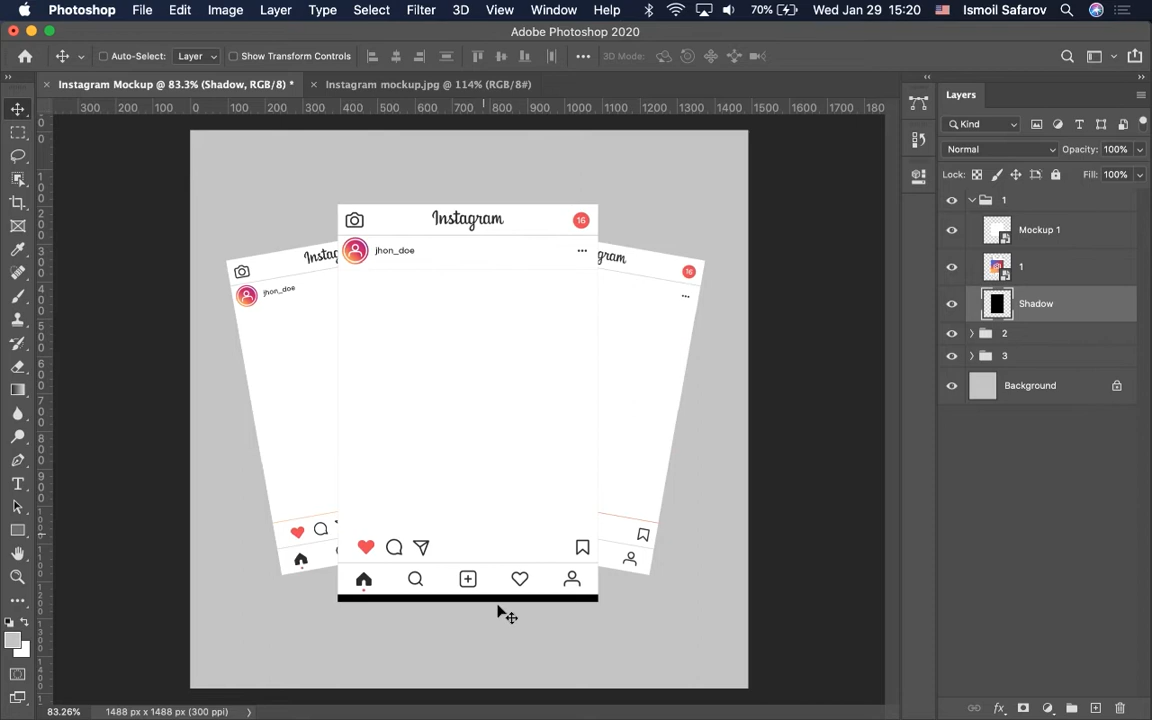 Photoshop File Edit Image Layer Type Select Filter 3D View Window Help 70% Wed Jan 29 15:20 Ismoil Safarov
Adobe Photoshop 2020
Auto-Select: Layer Show Transform Controls 3D Mode:
Instagram Mockup @ 83.3% (Shadow, RGB/8) * Instagram mockup.jpg @ 114% (RGB/8#)
300 200 100 0 100 200 300 400 500 600 700 800 900 1000 1100 1200 1300 1400 1500 1600 1700 180
Layers
Kind
Normal Opacity: 100%
Lock: Fill: 100%
1
Mockup 1
1
Shadow
2
3
Background
Instagram 16
jhon_doe
Instag
jhon_doe
gram 16
83.26% 1488 px x 1488 px (300 ppi)